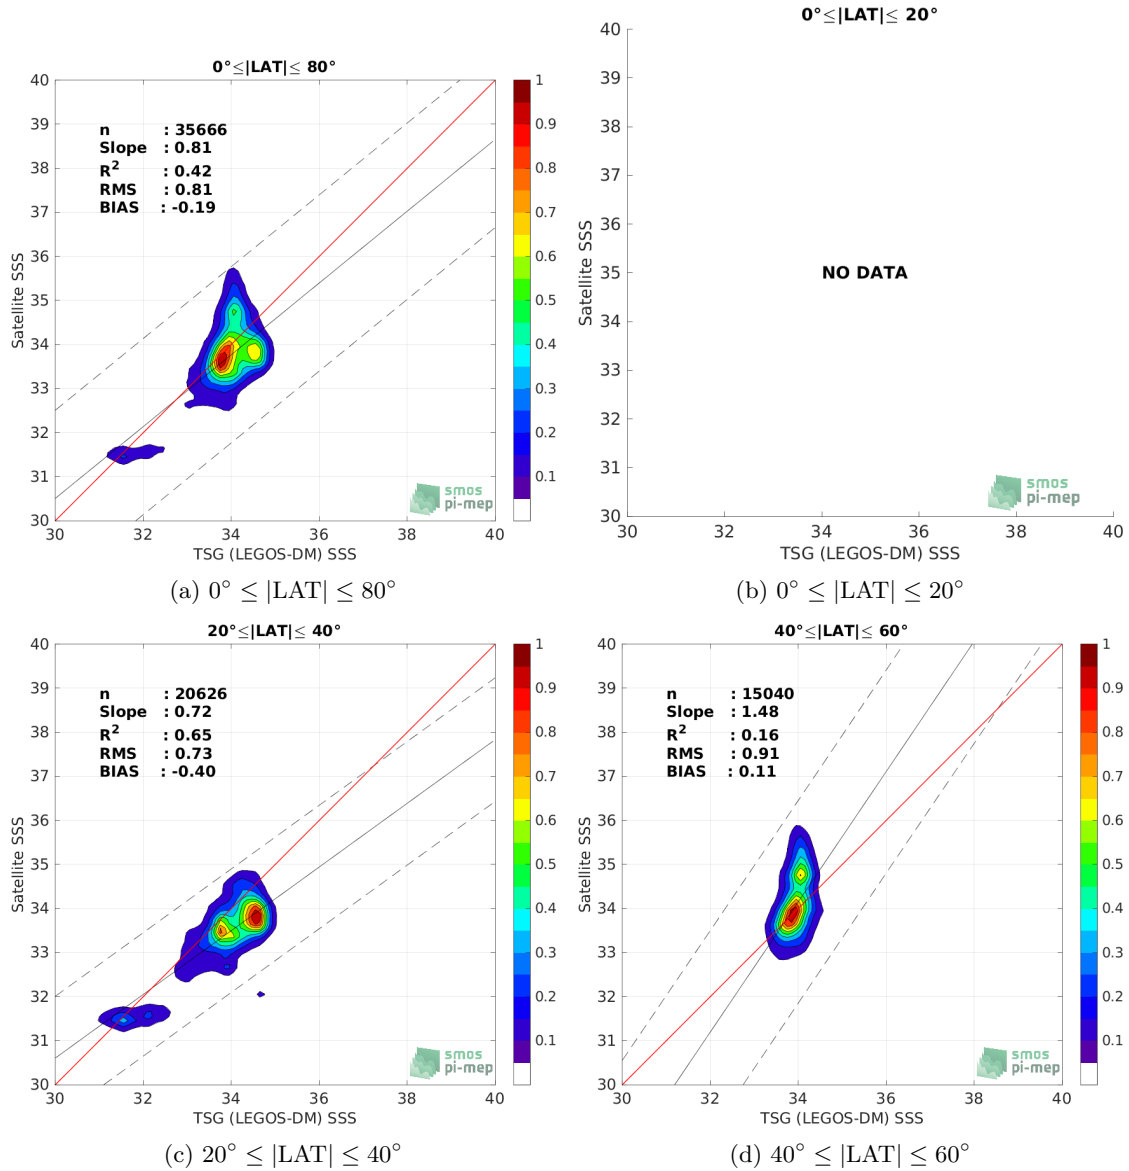 0°≤|LAT|≤ 80°
40
39
38
37
36
35
34
33
32
31
30
Satellite SSS
n : 35666
Slope : 0.81
R2 : 0.42
RMS : 0.81
BIAS : -0.19
smos
pi-mep
30 32 34 36 38 40
TSG (LEGOS-DM) SSS
1
0.9
0.8
0.7
0.6
0.5
0.4
0.3
0.2
0.1
(a) 0° ≤ |LAT| ≤ 80°
0°≤|LAT|≤ 20°
40
39
38
37
36
35
34
33
32
31
30
Satellite SSS
NO DATA
smos
pi-mep
30 32 34 36 38 40
TSG (LEGOS-DM) SSS
(b) 0° ≤ |LAT| ≤ 20°
20°≤|LAT|≤ 40°
40
39
38
37
36
35
34
33
32
31
30
Satellite SSS
n : 20626
Slope : 0.72
R2 : 0.65
RMS : 0.73
BIAS : -0.40
smos
pi-mep
30 32 34 36 38 40
TSG (LEGOS-DM) SSS
1
0.9
0.8
0.7
0.6
0.5
0.4
0.3
0.2
0.1
(c) 20° ≤ |LAT| ≤ 40°
40°≤|LAT|≤ 60°
40
39
38
37
36
35
34
33
32
31
30
Satellite SSS
n : 15040
Slope : 1.48
R2 : 0.16
RMS : 0.91
BIAS : 0.11
smos
pi-mep
30 32 34 36 38 40
TSG (LEGOS-DM) SSS
1
0.9
0.8
0.7
0.6
0.5
0.4
0.3
0.2
0.1
(d) 40° ≤ |LAT| ≤ 60°